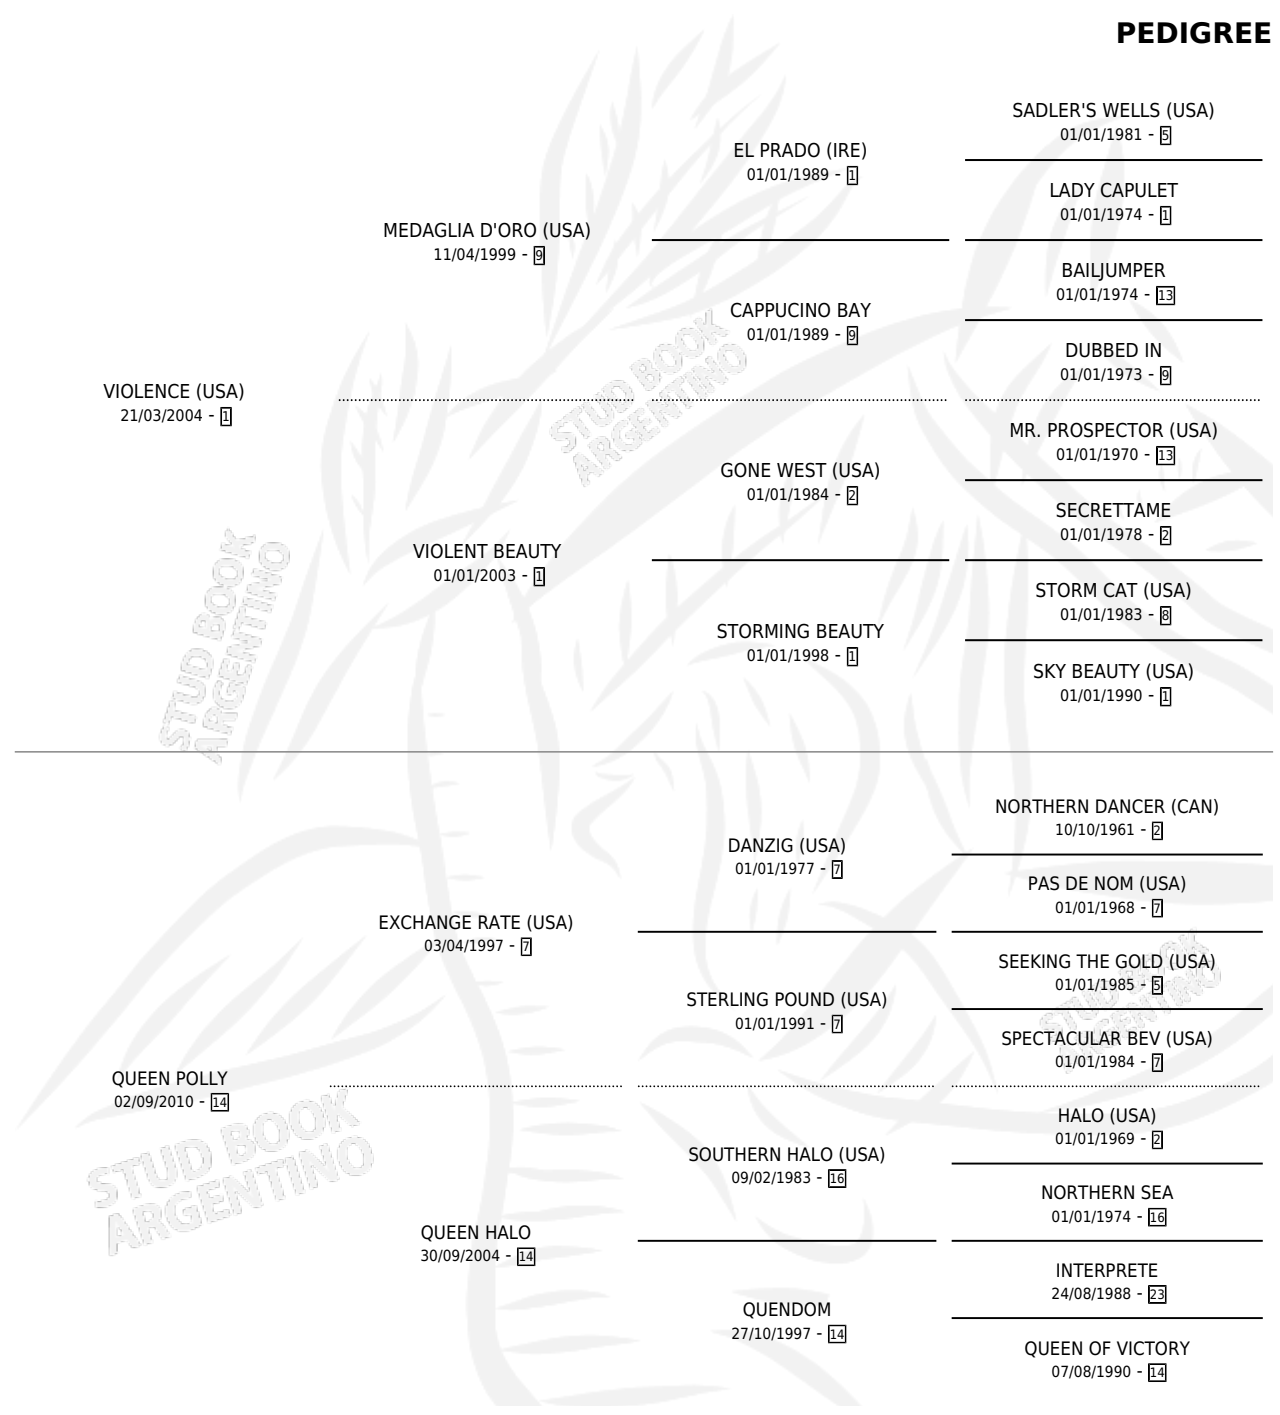 PEDIGREE
SADLER'S WELLS (USA)
01/01/1981 - 5
EL PRADO (IRE)
01/01/1989 - 1
LADY CAPULET
01/01/1974 - 1
MEDAGLIA D'ORO (USA)
11/04/1999 - 9
BAILJUMPER
01/01/1974 - 13
CAPPUCINO BAY
01/01/1989 - 9
DUBBED IN
01/01/1973 - 9
VIOLENCE (USA)
21/03/2004 - 1
MR. PROSPECTOR (USA)
01/01/1970 - 13
GONE WEST (USA)
01/01/1984 - 2
SECRETTAME
01/01/1978 - 2
VIOLENT BEAUTY
01/01/2003 - 1
STORM CAT (USA)
01/01/1983 - 8
STORMING BEAUTY
01/01/1998 - 1
SKY BEAUTY (USA)
01/01/1990 - 1
STUD BOOK
ARGENTINO
STUD BOOK
ARGENTINO
NORTHERN DANCER (CAN)
10/10/1961 - 2
DANZIG (USA)
01/01/1977 - 7
PAS DE NOM (USA)
01/01/1968 - 7
EXCHANGE RATE (USA)
03/04/1997 - 7
SEEKING THE GOLD (USA)
01/01/1985 - 5
STERLING POUND (USA)
01/01/1991 - 7
SPECTACULAR BEV (USA)
01/01/1984 - 7
QUEEN POLLY
02/09/2010 - 14
HALO (USA)
01/01/1969 - 2
SOUTHERN HALO (USA)
09/02/1983 - 16
NORTHERN SEA
01/01/1974 - 16
QUEEN HALO
30/09/2004 - 14
INTERPRETE
24/08/1988 - 23
QUENDOM
27/10/1997 - 14
QUEEN OF VICTORY
07/08/1990 - 14
STUD BOOK
ARGENTINO
STUD BOOK
ARGENTINO